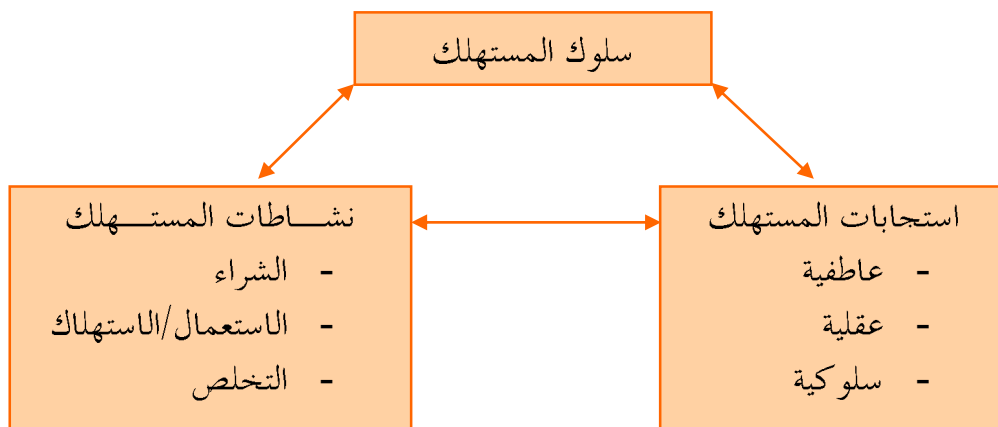 سلوك المستهلك
استجابات المستهلك
- عاطفية
- عقلية
- سلوكية
نشـــاطات المستـــهلك
- الشراء
- الاستعمال/الاستهلاك
- التخلص